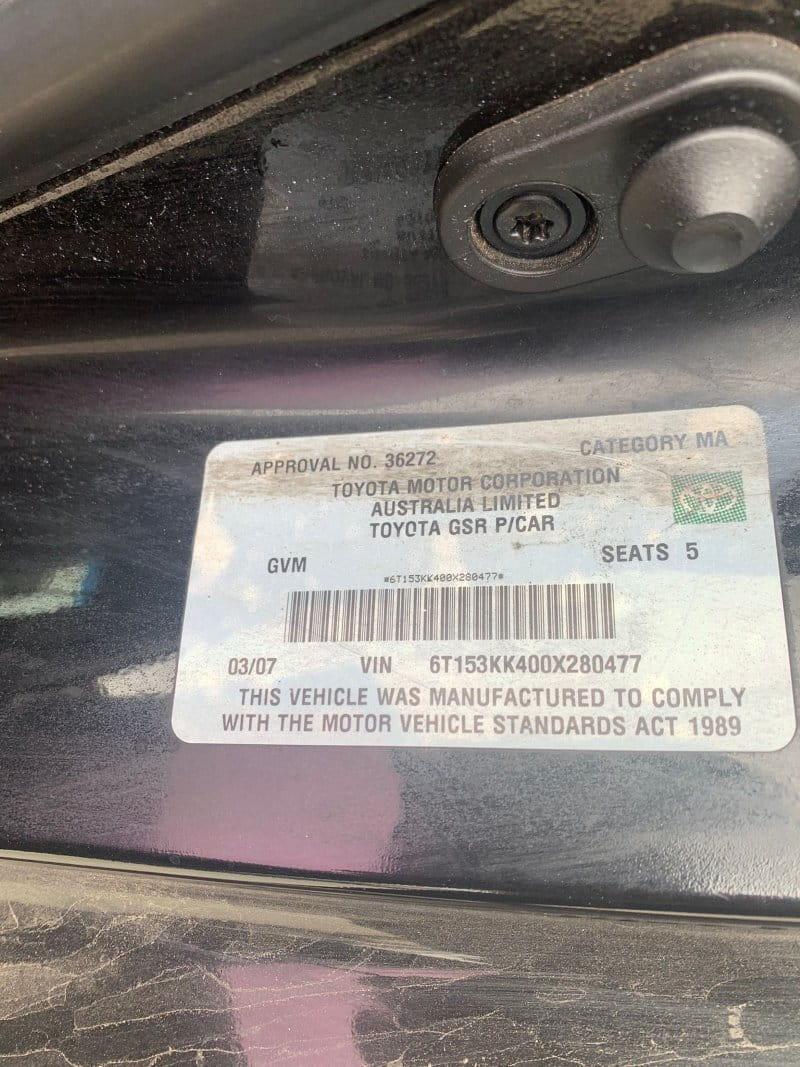 APPROVAL NO. 36272 CATEGORY MA
TOYOTA MOTOR CORPORATION
AUSTRALIA LIMITED
TOYOTA GSR P/CAR
GVM SEATS 5
*6T153KK400X280477*
03/07 VIN 6T153KK400X280477
THIS VEHICLE WAS MANUFACTURED TO COMPLY
WITH THE MOTOR VEHICLE STANDARDS ACT 1989